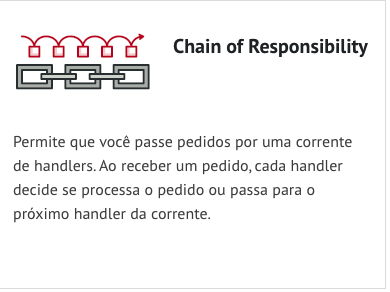 Chain of Responsibility
Permite que você passe pedidos por uma corrente
de handlers. Ao receber um pedido, cada handler
decide se processa o pedido ou passa para o
próximo handler da corrente.